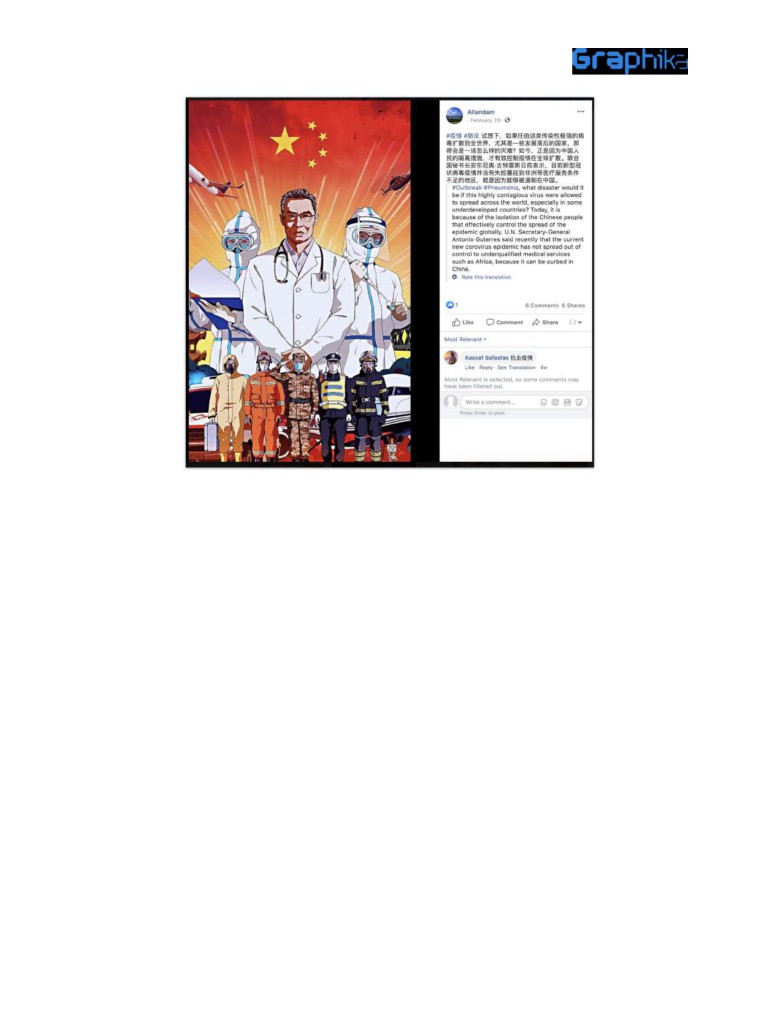 Graphika
Allandam
February 23
#疫情 #肺炎 试想下，如果任由这类传染性极强的病
毒扩散到全世界，尤其是一些发展落后的国家，那
将会是一场怎么样的灾难？如今，正是因为中国人
民的隔离措施，才有效控制疫情在全球扩散。联合
国秘书长安东尼奥·古特雷斯日前表示，目前新型冠
状病毒疫情并没有失控蔓延到非洲等医疗服务条件
不足的地区，就是因为能够被遏制在中国。
#Outbreak #Pneumonia, what disaster would it
be if this highly contagious virus were allowed
to spread across the world, especially in some
underdeveloped countries? Today, it is
because of the isolation of the Chinese people
that effectively control the spread of the
epidemic globally. U.N. Secretary-General
Antonio Guterres said recently that the current
new corovirus epidemic has not spread out of
control to underqualified medical services
such as Africa, because it can be curbed in
China.
Rate this translation
1 6 Comments 6 Shares
Like Comment Share
Most Relevant
Aassaf Safasfas 抗击疫情
Like Reply See Translation 4w
Most Relevant is selected, so some comments may
have been filtered out.
Write a comment...
Press Enter to post.